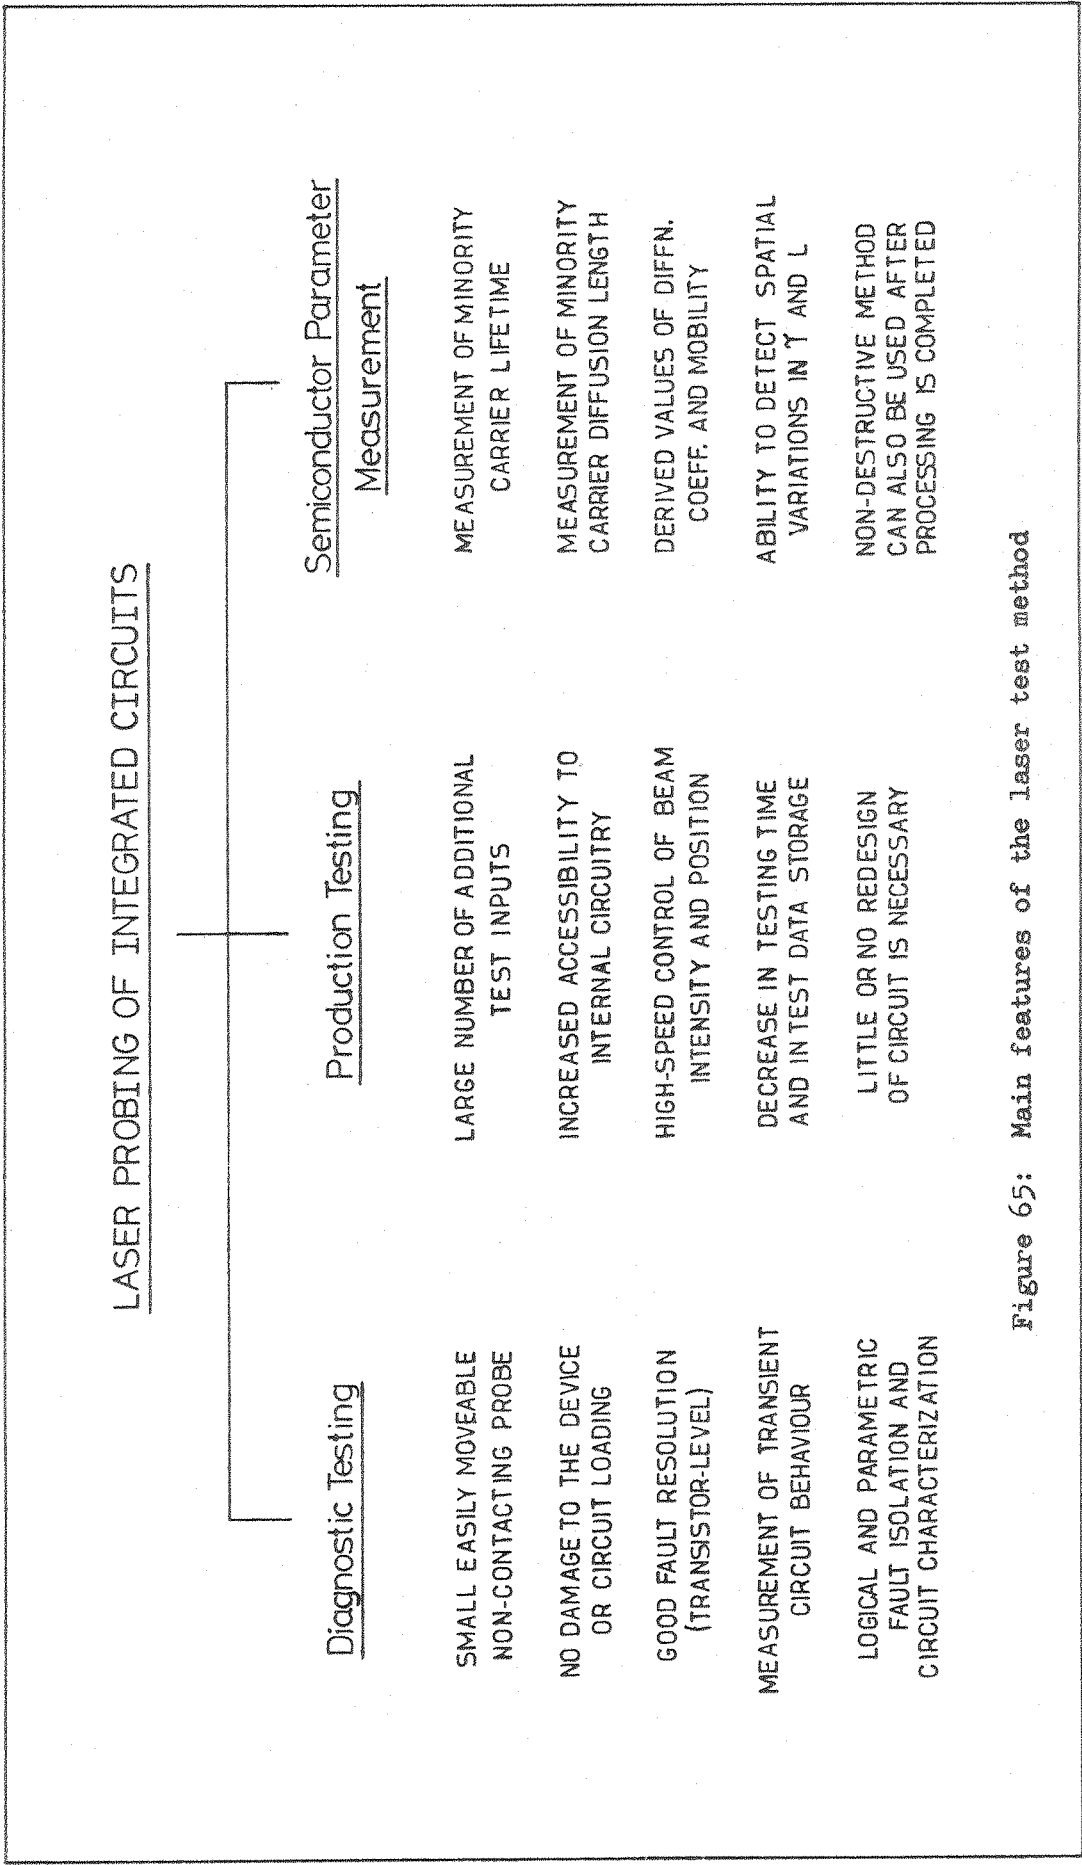 LASER PROBING OF INTEGRATED CIRCUITS
Diagnostic Testing
SMALL EASILY MOVEABLE
NON-CONTACTING PROBE
NO DAMAGE TO THE DEVICE
OR CIRCUIT LOADING
GOOD FAULT RESOLUTION
(TRANSISTOR-LEVEL)
MEASUREMENT OF TRANSIENT
CIRCUIT BEHAVIOUR
LOGICAL AND PARAMETRIC
FAULT ISOLATION AND
CIRCUIT CHARACTERIZATION
Production Testing
LARGE NUMBER OF ADDITIONAL
TEST INPUTS
INCREASED ACCESSIBILITY TO
INTERNAL CIRCUITRY
HIGH-SPEED CONTROL OF BEAM
INTENSITY AND POSITION
DECREASE IN TESTING TIME
AND IN TEST DATA STORAGE
LITTLE OR NO REDESIGN
OF CIRCUIT IS NECESSARY
Semiconductor Parameter
Measurement
MEASUREMENT OF MINORITY
CARRIER LIFETIME
MEASUREMENT OF MINORITY
CARRIER DIFFUSION LENGTH
DERIVED VALUES OF DIFFN.
COEFF. AND MOBILITY
ABILITY TO DETECT SPATIAL
VARIATIONS IN Ƭ AND L
NON-DESTRUCTIVE METHOD
CAN ALSO BE USED AFTER
PROCESSING IS COMPLETED
Figure 65: Main features of the laser test method